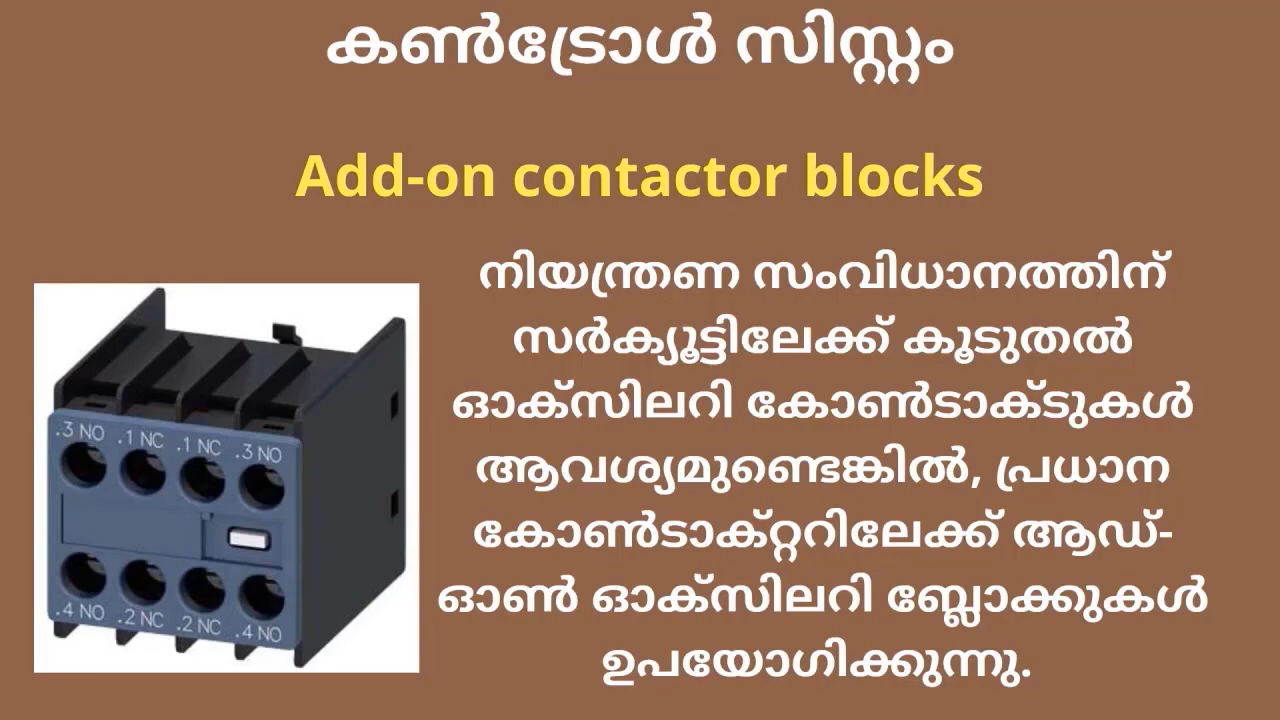 കൺട്രോൾ സിസ്റ്റം
Add-on contactor blocks
നിയന്ത്രണ സംവിധാനത്തിന്
സർക്യൂട്ടിലേക്ക് കൂടുതൽ
ഓക്സിലറി കോൺടാക്ടുകൾ
ആവശ്യമുണ്ടെങ്കിൽ, പ്രധാന
കോൺടാക്റ്ററിലേക്ക് ആഡ്-
ഓൺ ഓക്സിലറി ബ്ലോക്കുകൾ
ഉപയോഗിക്കുന്നു.
.3 NO .1 NC .1 NC .3 NO
.4 NO .2 NC .2 NC .4 NO